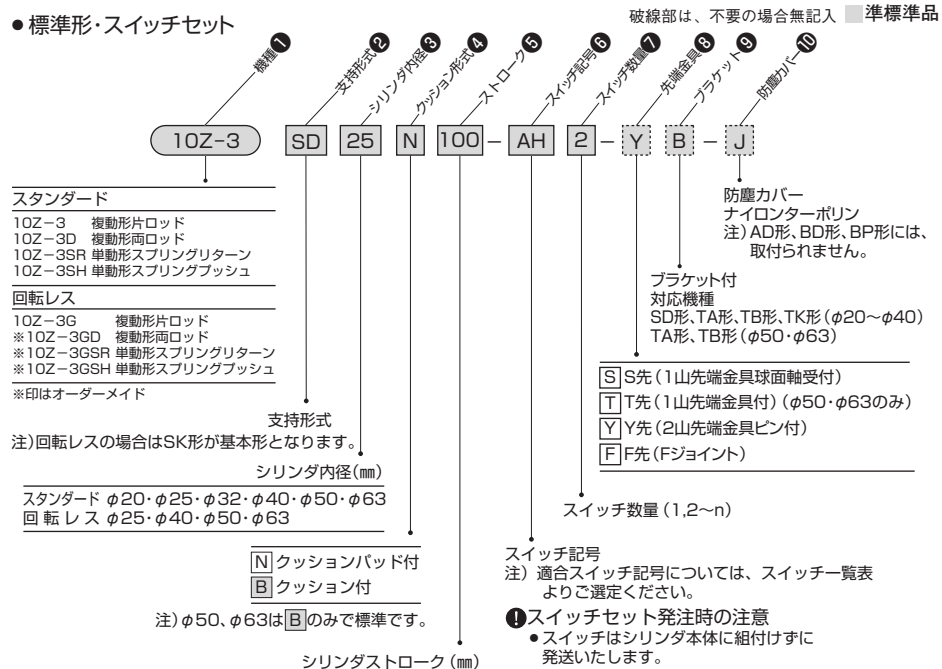 ●標準形・スイッチセット
破線部は、不要の場合無記入 準標準品
機種❶
支持形式❷
シリンダ内径❸
クッション形式❹
ストローク❺
スイッチ記号❻
スイッチ数量❼
先端金具❽
ブラケット❾
防塵カバー❿
10Z-3 SD 25 N 100 − AH 2 − Y B − J
スタンダード
10Z−3 複動形片ロッド
10Z−3D 複動形両ロッド
10Z−3SR 単動形スプリングリターン
10Z−3SH 単動形スプリングプッシュ
回転レス
10Z−3G 複動形片ロッド
※10Z−3GD 複動形両ロッド
※10Z−3GSR 単動形スプリングリターン
※10Z−3GSH 単動形スプリングプッシュ
※印はオーダーメイド
支持形式
注)回転レスの場合はSK形が基本形となります。
シリンダ内径(㎜)
スタンダード φ20・φ25・φ32・φ40・φ50・φ63
回転レス φ25・φ40・φ50・φ63
N クッションパッド付
B クッション付
注)φ50、φ63は B のみで標準です。
シリンダストローク(㎜)
防塵カバー
ナイロンターポリン
注)AD形、BD形、BP形には、
取付られません。
ブラケット付
対応機種
SD形、TA形、TB形、TK形(φ20〜φ40)
TA形、TB形(φ50・φ63)
S S先(1山先端金具球面軸受付)
T T先(1山先端金具付)(φ50・φ63のみ)
Y Y先(2山先端金具ピン付)
F F先(Fジョイント)
スイッチ数量(1,2〜n)
スイッチ記号
注) 適合スイッチ記号については、スイッチ一覧表
よりご選定ください。
!スイッチセット発注時の注意
●スイッチはシリンダ本体に組付けずに
発送いたします。